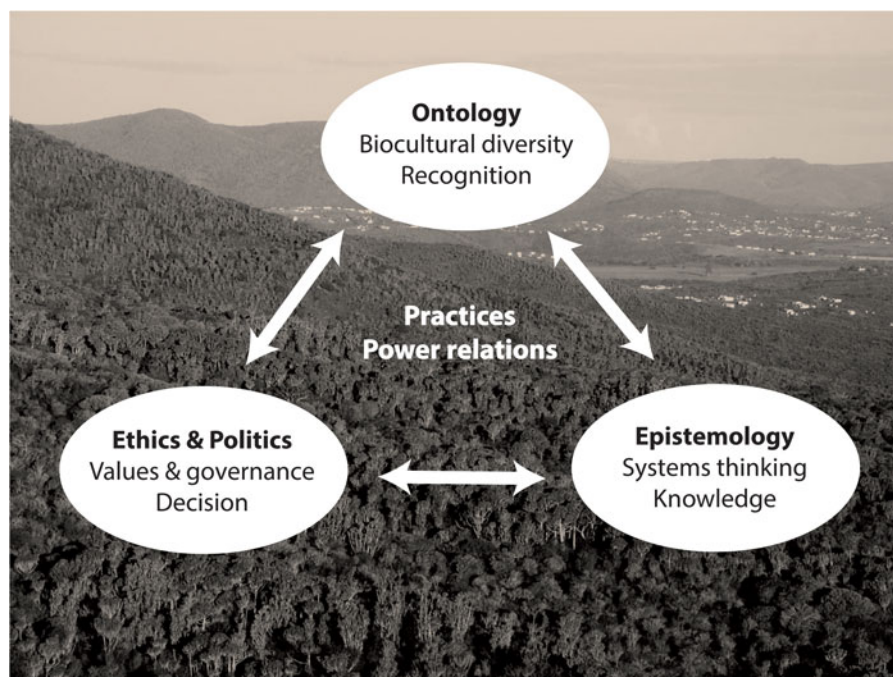 Ontology
Biocultural diversity
Recognition
Practices
Power relations
Ethics & Politics
Values & governance
Decision
Epistemology
Systems thinking
Knowledge